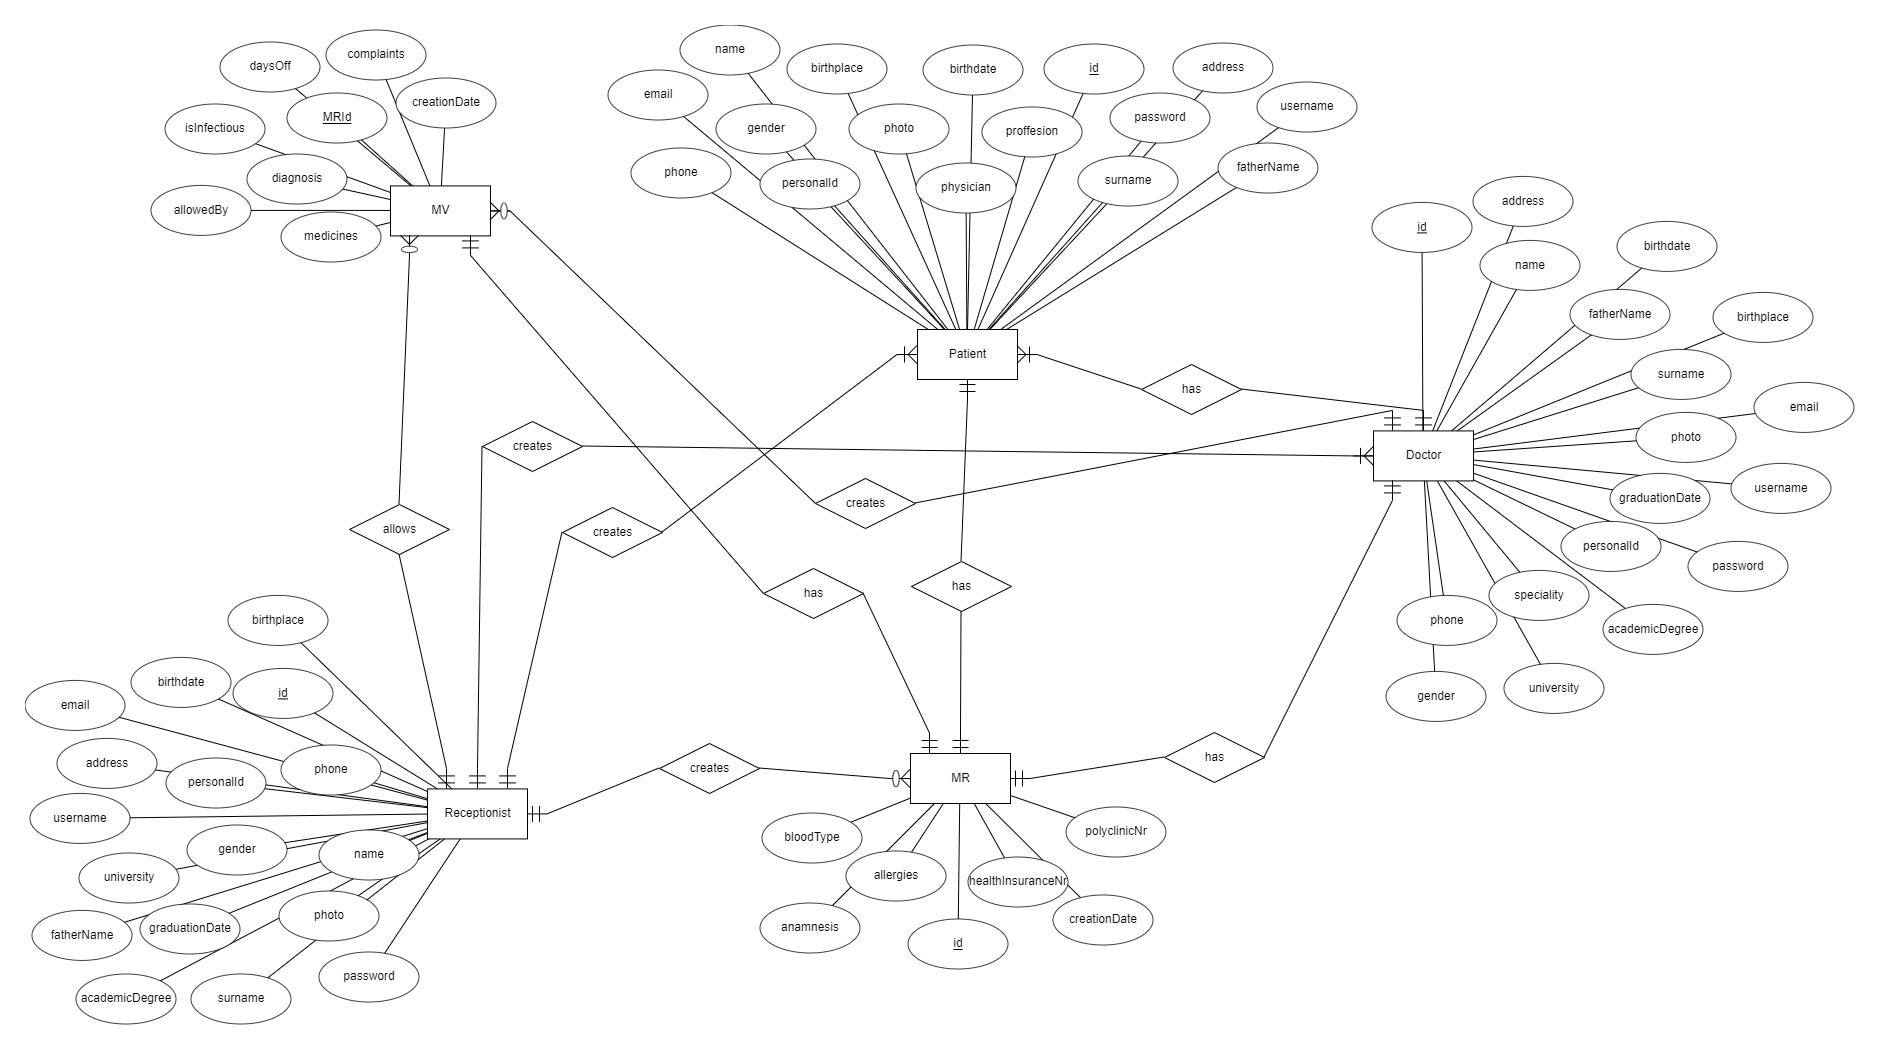 name
complaints
daysOff
birthplace
birthdate
id
address
email
creationDate
username
MRId
isInfectious
gender
photo
proffesion
password
phone
diagnosis
personalId
physician
surname
fatherName
allowedBy
MV
medicines
id
address
birthdate
name
fatherName
birthplace
Patient
surname
has
email
photo
creates
Doctor
username
graduationDate
creates
allows
creates
personalId
password
has
has
speciality
birthplace
phone
academicDegree
birthdate
id
university
gender
email
address
personalId
phone
creates
MR
has
username
Receptionist
bloodType
polyclinicNr
gender
name
university
allergies
healthInsuranceNr
photo
creationDate
fatherName
graduationDate
anamnesis
id
password
academicDegree
surname